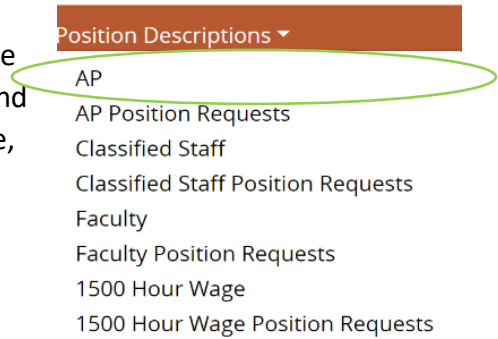 Position Descriptions
AP
AP Position Requests
Classified Staff
Classified Staff Position Requests
Faculty
Faculty Position Requests
1500 Hour Wage
1500 Hour Wage Position Requests